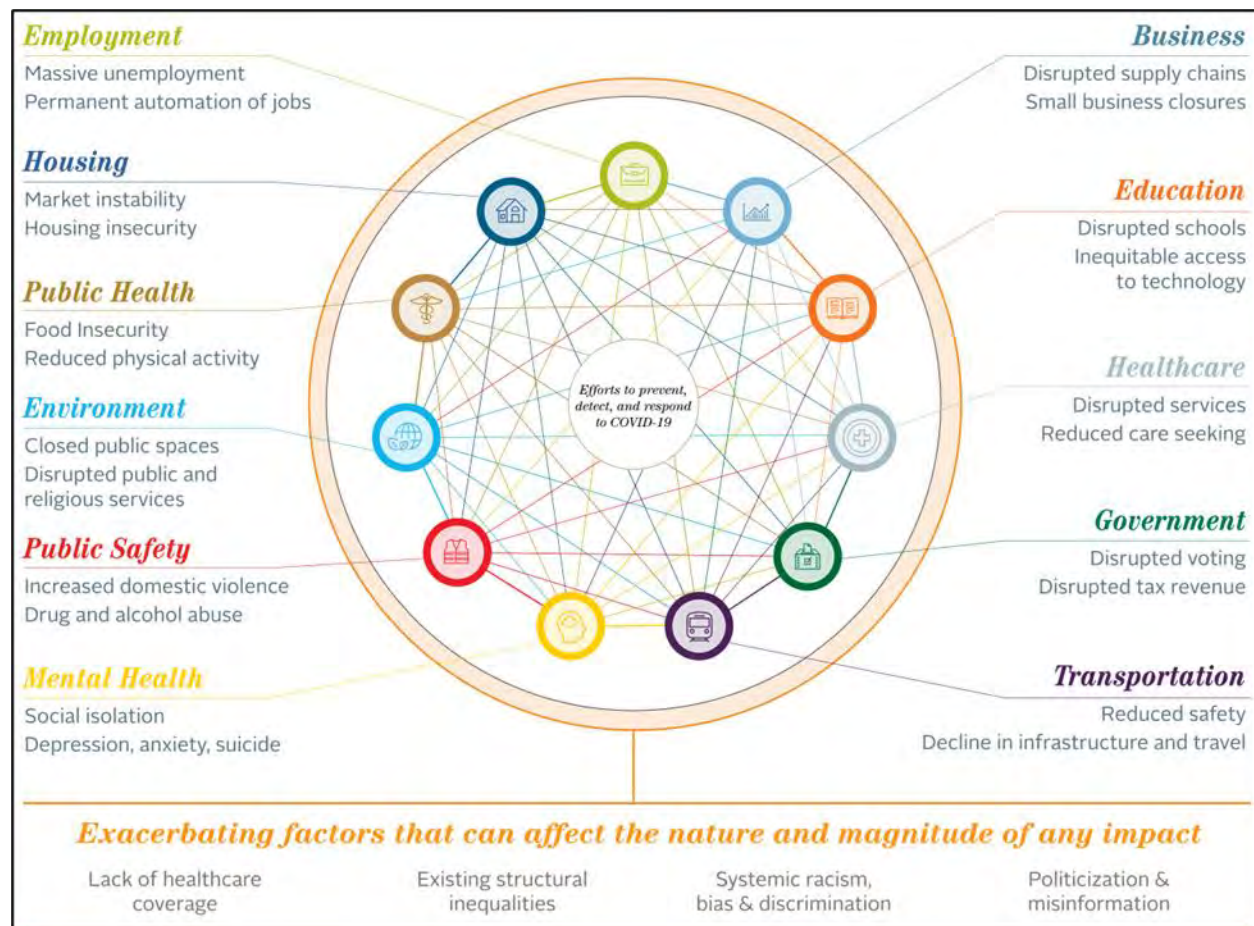 Employment
Massive unemployment
Permanent automation of jobs
Housing
Market instability
Housing insecurity
Public Health
Food Insecurity
Reduced physical activity
Environment
Closed public spaces
Disrupted public and
religious services
Public Safety
Increased domestic violence
Drug and alcohol abuse
Mental Health
Social isolation
Depression, anxiety, suicide
Efforts to prevent,
detect, and respond
to COVID-19
Business
Disrupted supply chains
Small business closures
Education
Disrupted schools
Inequitable access
to technology
Healthcare
Disrupted services
Reduced care seeking
Government
Disrupted voting
Disrupted tax revenue
Transportation
Reduced safety
Decline in infrastructure and travel
Exacerbating factors that can affect the nature and magnitude of any impact
Lack of healthcare
coverage
Existing structural
inequalities
Systemic racism,
bias & discrimination
Politicization &
misinformation